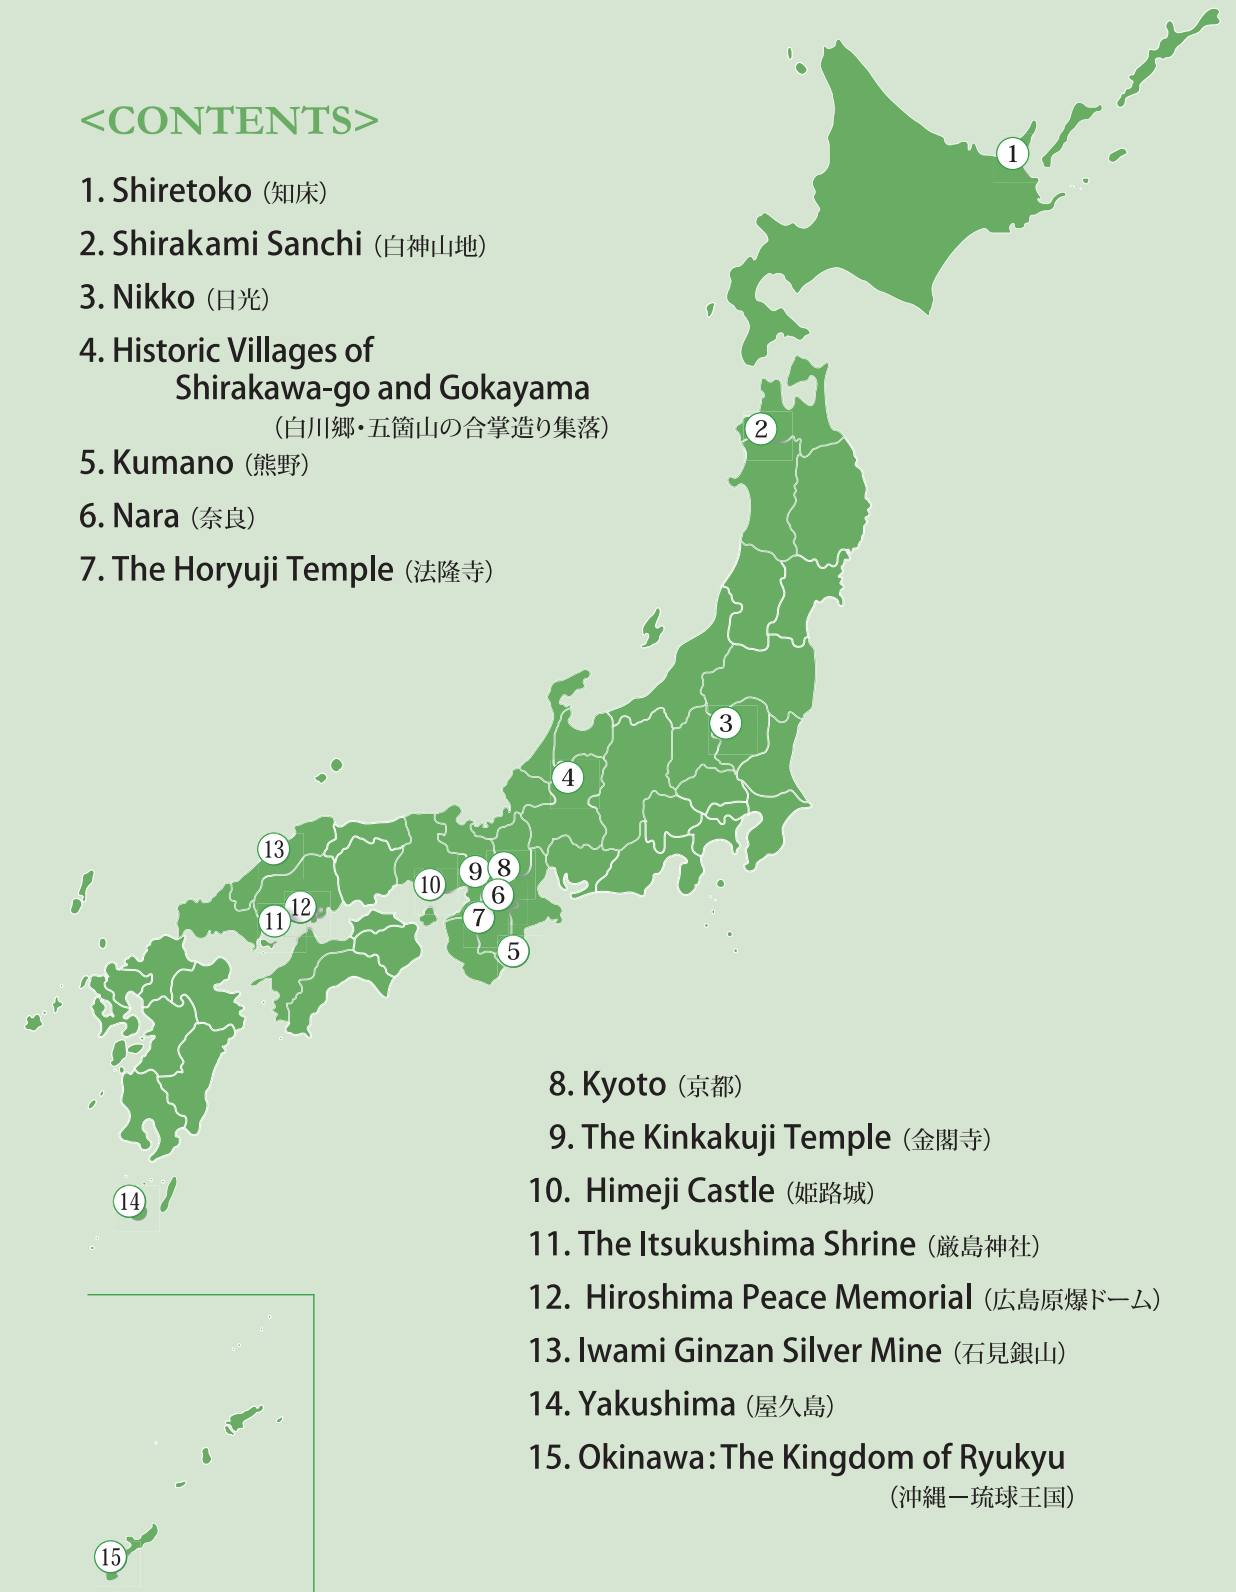 <CONTENTS>
1. Shiretoko（知床）
2. Shirakami Sanchi（白神山地）
3. Nikko（日光）
4. Historic Villages of
Shirakawa-go and Gokayama
（白川郷・五箇山の合掌造り集落）
5. Kumano（熊野）
6. Nara（奈良）
7. The Horyuji Temple（法隆寺）
1
2
3
4
13
9
8
10
6
12
11
7
5
8. Kyoto（京都）
9. The Kinkakuji Temple（金閣寺）
10. Himeji Castle（姫路城）
11. The Itsukushima Shrine（厳島神社）
12. Hiroshima Peace Memorial（広島原爆ドーム）
13. Iwami Ginzan Silver Mine（石見銀山）
14. Yakushima（屋久島）
15. Okinawa: The Kingdom of Ryukyu
（沖縄－琉球王国）
14
15